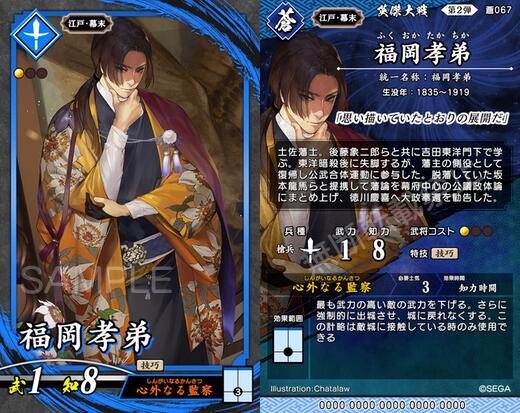 江戸・幕末
SAMPLE
福岡孝弟
技巧
武1 知8
しんがいなるかんさつ
心外なる監察
3
蒼
江戸・幕末
英傑大戦
第2弾
蒼067
ふくおかたかちか
福岡孝弟
統一名称：福岡孝弟
生没年：1835～1919
「思い描いていたとおりの展開だ」
土佐藩士。後藤象二郎らと共に吉田東洋門下で学
ぶ。東洋暗殺後に失脚するが、藩主の側役として
復帰し公武合体運動に参与した。脱藩していた坂
本龍馬らと提携して藩論を幕府中心の公議政体論
にまとめ上げ、徳川慶喜へ大政奉還を勧告した。
兵種 武力 知力 武将コスト
槍兵 1 8 特技 技巧
しんがいなるかんさつ 必要士気 効果時間
心外なる監察 3 知力時間
効果範囲
最も武力の高い敵の武力を下げる。さらに
強制的に出城させ、城に戻れなくする。こ
の計略は敵城に接触している時のみ使用で
きる
Illustration:Chatalaw
©SEGA
0000 0000 0000 0000 0000 0000